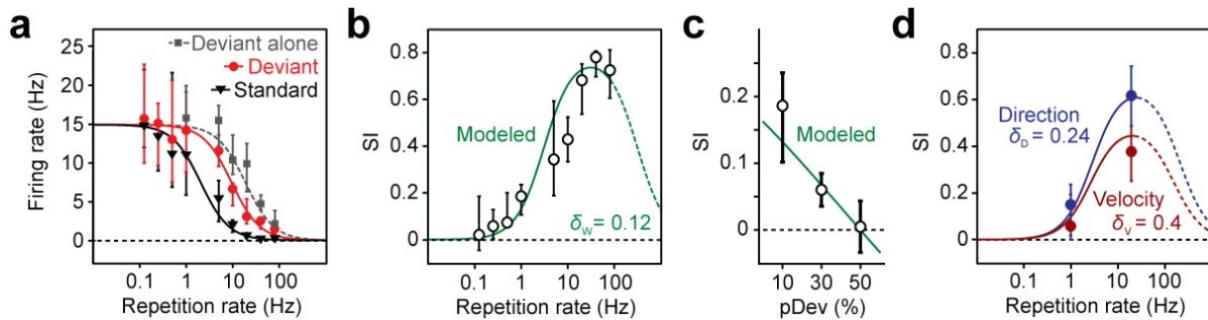 a
25
20
15
10
5
0
Firing rate (Hz)
Deviant alone
Deviant
Standard
0.1 1 10 100
Repetition rate (Hz)
b
0.8
0.6
0.4
0.2
0
SI
Modeled
δW = 0.12
0.1 1 10 100
Repetition rate (Hz)
c
0.2
0.1
0
SI
Modeled
10 30 50
pDev (%)
d
0.8
0.6
0.4
0.2
0
SI
Direction
δD = 0.24
Velocity
δV = 0.4
0.1 1 10 100
Repetition rate (Hz)